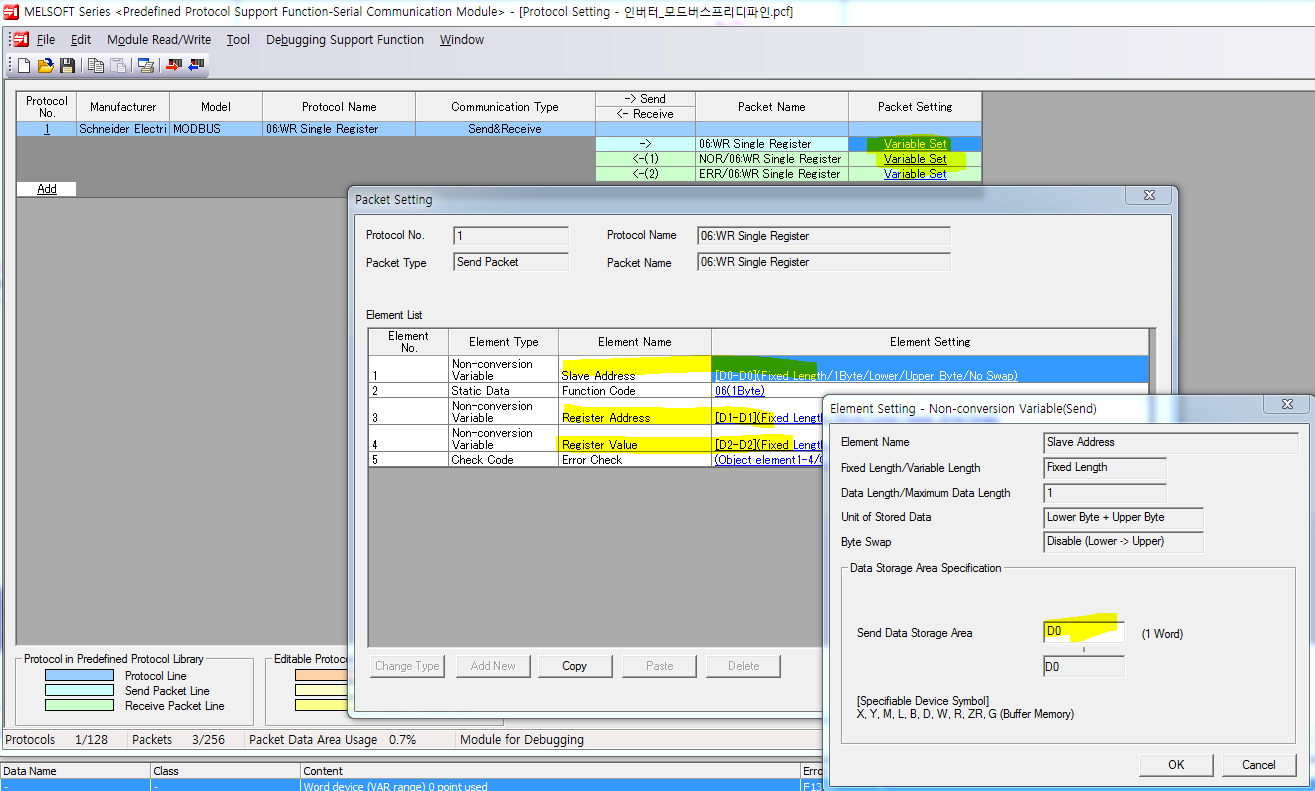 MELSOFT Series <Predefined Protocol Support Function-Serial Communication Module> - [Protocol Setting - 인버터_모드버스프리디파인.pcf]
File Edit Module Read/Write Tool Debugging Support Function Window
Protocol No. Manufacturer Model Protocol Name Communication Type -> Send <- Receive Packet Name Packet Setting
1 Schneider Electri MODBUS 06:WR Single Register Send&Receive
-> 06:WR Single Register Variable Set
<-(1) NOR/06:WR Single Register Variable Set
<-(2) ERR/06:WR Single Register Variable Set
Add
Packet Setting
Protocol No. 1 Protocol Name 06:WR Single Register
Packet Type Send Packet Packet Name 06:WR Single Register
Element List
Element No. Element Type Element Name Element Setting
1 Non-conversion Variable Slave Address [D0-D0](Fixed Length/1Byte/Lower/Upper Byte/No Swap)
2 Static Data Function Code 06(1Byte)
3 Non-conversion Variable Register Address [D1-D1](Fixed Length
4 Non-conversion Variable Register Value [D2-D2](Fixed Length
5 Check Code Error Check (Object element1-4/
Change Type Add New Copy Paste Delete
Element Setting - Non-conversion Variable(Send)
Element Name Slave Address
Fixed Length/Variable Length Fixed Length
Data Length/Maximum Data Length 1
Unit of Stored Data Lower Byte + Upper Byte
Byte Swap Disable (Lower -> Upper)
Data Storage Area Specification
Send Data Storage Area D0 (1 Word)
D0
[Specifiable Device Symbol]
X, Y, M, L, B, D, W, R, ZR, G (Buffer Memory)
OK Cancel
Protocol in Predefined Protocol Library
Protocol Line
Send Packet Line
Receive Packet Line
Editable Protoco
Protocols 1/128 Packets 3/256 Packet Data Area Usage 0.7% Module for Debugging
Data Name Class Content Erro
- - Word device (VAR range) 0 point used F13